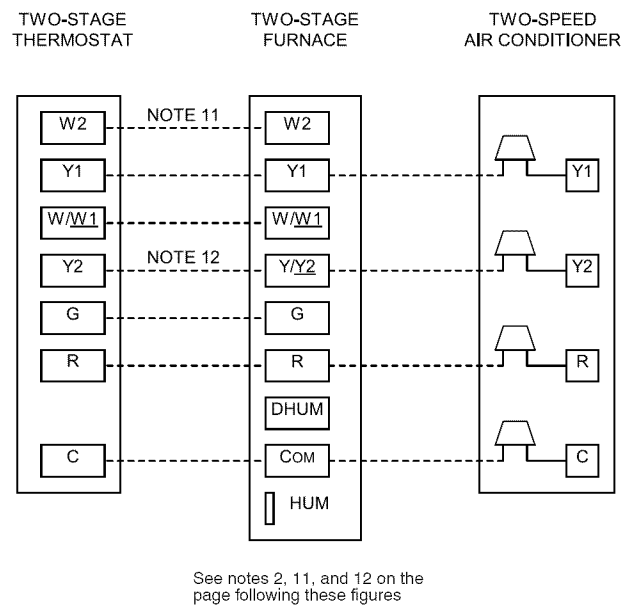 TWO-STAGE
THERMOSTAT
TWO-STAGE
FURNACE
TWO-SPEED
AIR CONDITIONER
W2
NOTE 11
W2
Y1
Y1
Y1
W/W1
W/W1
Y2
NOTE 12
Y/Y2
Y2
G
G
R
R
R
DHUM
C
COM
C
HUM
See notes 2, 11, and 12 on the
page following these figures